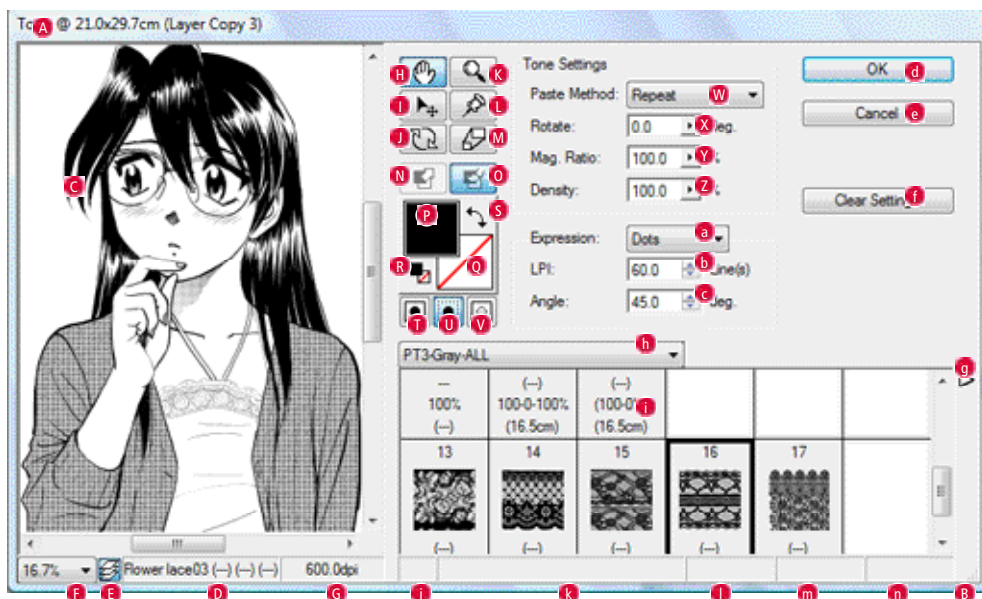 A @ 21.0x29.7cm (Layer Copy 3)
C
H K
I L
J M
N O
P S
R Q
T U V
Tone Settings
Paste Method: Repeat W
Rotate: 0.0 X deg.
Mag. Ratio: 100.0 Y %
Density: 100.0 Z %
Expression: Dots a
LPI: 60.0 b Line(s)
Angle: 45.0 c deg.
OK d
Cancel e
Clear Setting f
PT3-Gray-ALL h
g
--- (---) (---)
100% 100-0-100% (100-0% i
(---) (16.5cm) (16.5cm)
13 14 15 16 17
(---) (---) (---) (---) (---)
16.7% Flower lace03 (---) (---) (---) 600.0dpi
F E D G j k l m n B